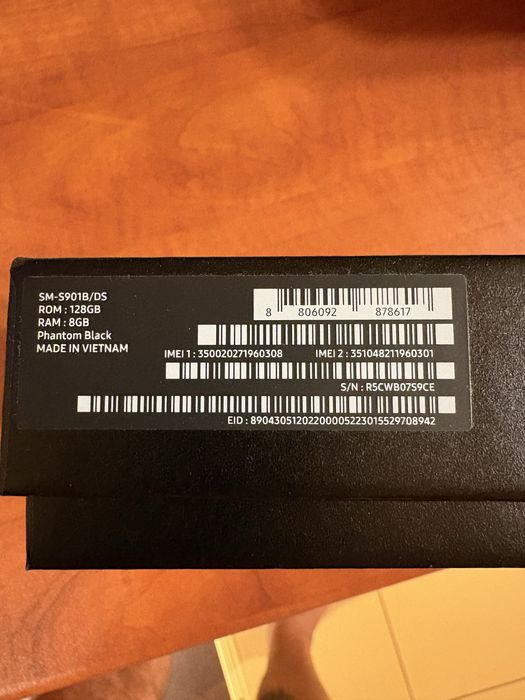 SM-S901B/DS
ROM : 128GB
RAM : 8GB
Phantom Black
MADE IN VIETNAM
8 806092 878617
IMEI 1 : 350020271960308 IMEI 2 : 351048211960301
S/N : R5CWB07S9CE
EID : 89043051202200005223015529708942